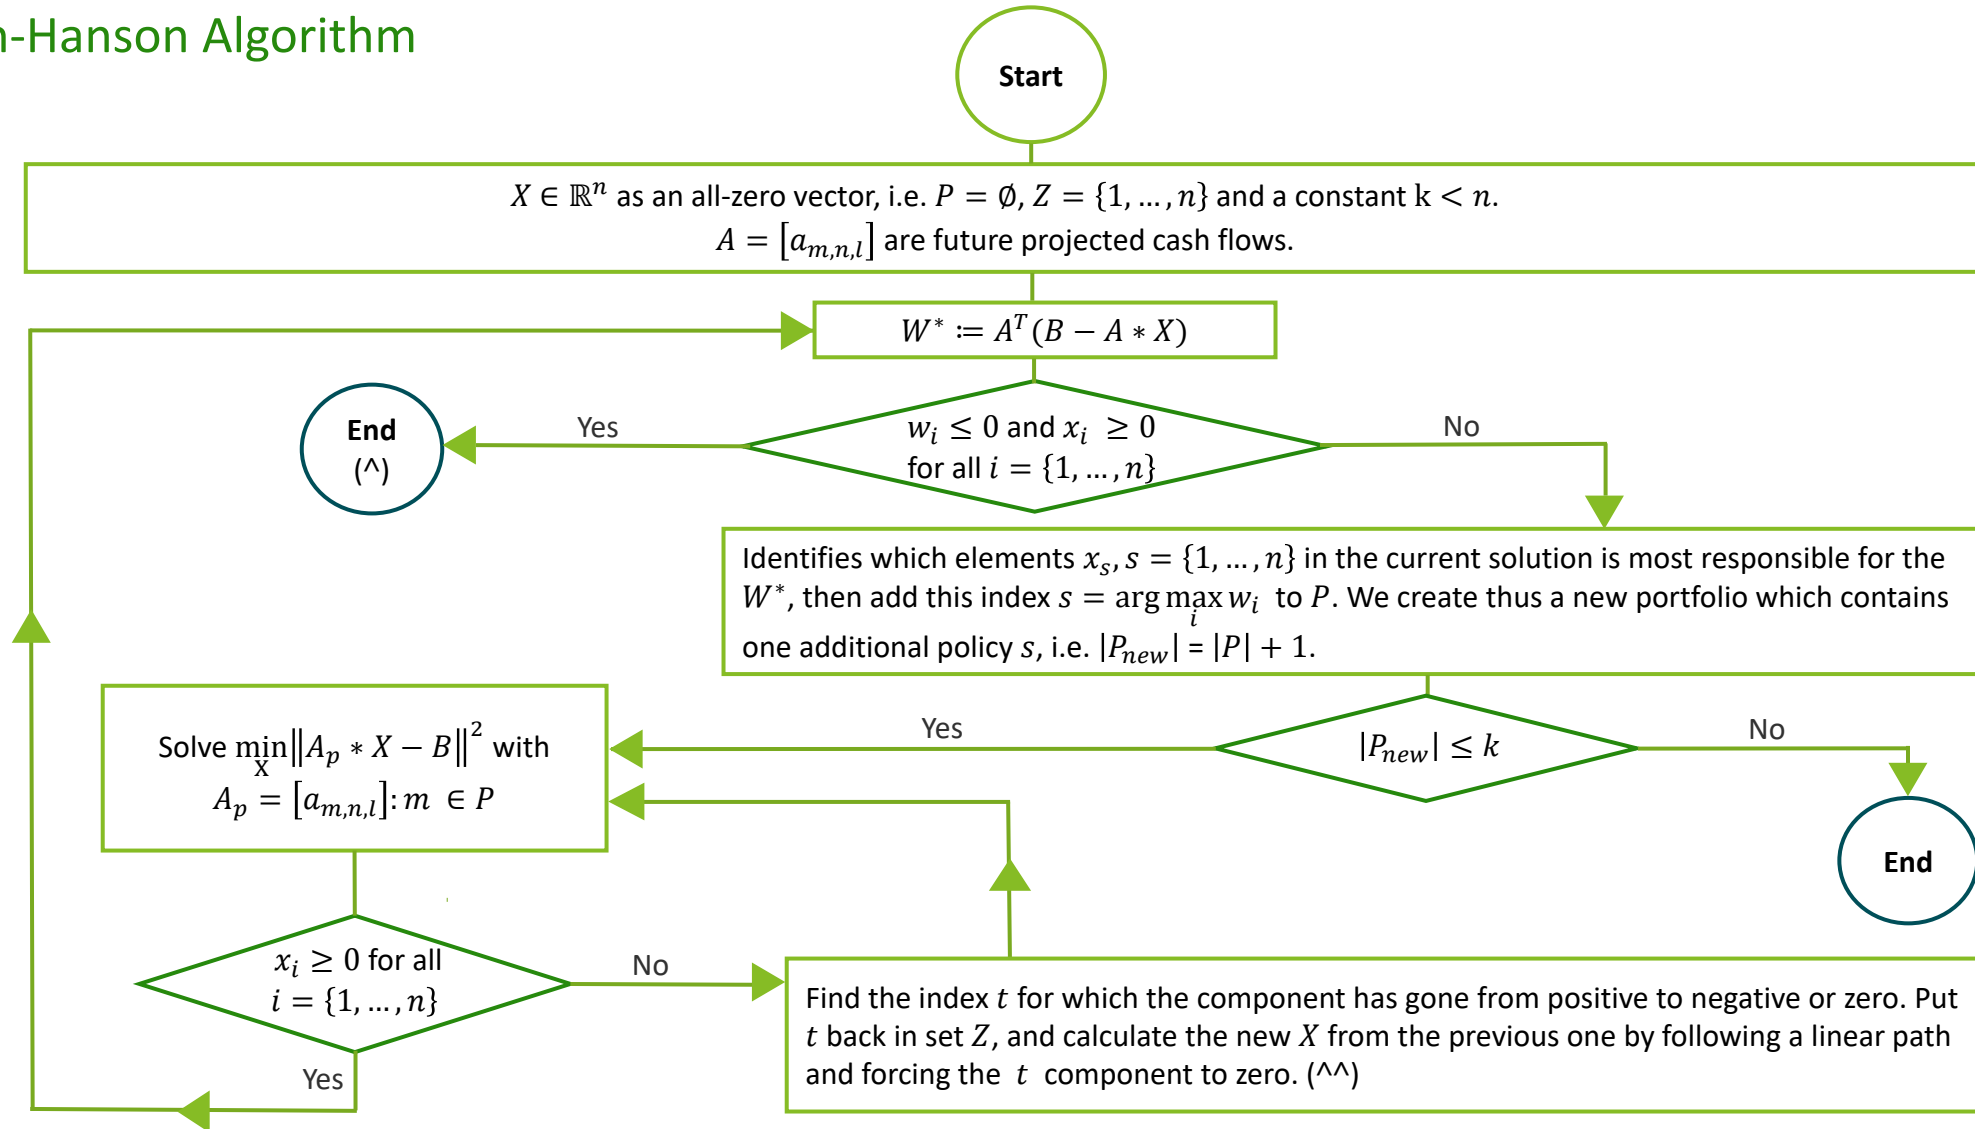 n-Hanson Algorithm
Start
X ∈ ℝⁿ as an all-zero vector, i.e. P = ∅, Z = {1, … , n} and a constant k < n.
A = [a_{m,n,l}] are future projected cash flows.
W* ≔ A^T(B − A ∗ X)
End
(^)
Yes
w_i ≤ 0 and x_i ≥ 0
for all i = {1, … , n}
No
Identifies which elements x_s, s = {1, … , n} in the current solution is most responsible for the
W*, then add this index s = arg max_i w_i to P. We create thus a new portfolio which contains
one additional policy s, i.e. |P_{new}| = |P| + 1.
Solve min_X ‖A_p ∗ X − B‖² with
A_p = [a_{m,n,l}]: m ∈ P
Yes
|P_{new}| ≤ k
No
End
x_i ≥ 0 for all
i = {1, … , n}
No
Yes
Find the index t for which the component has gone from positive to negative or zero. Put
t back in set Z, and calculate the new X from the previous one by following a linear path
and forcing the t component to zero. (^^)